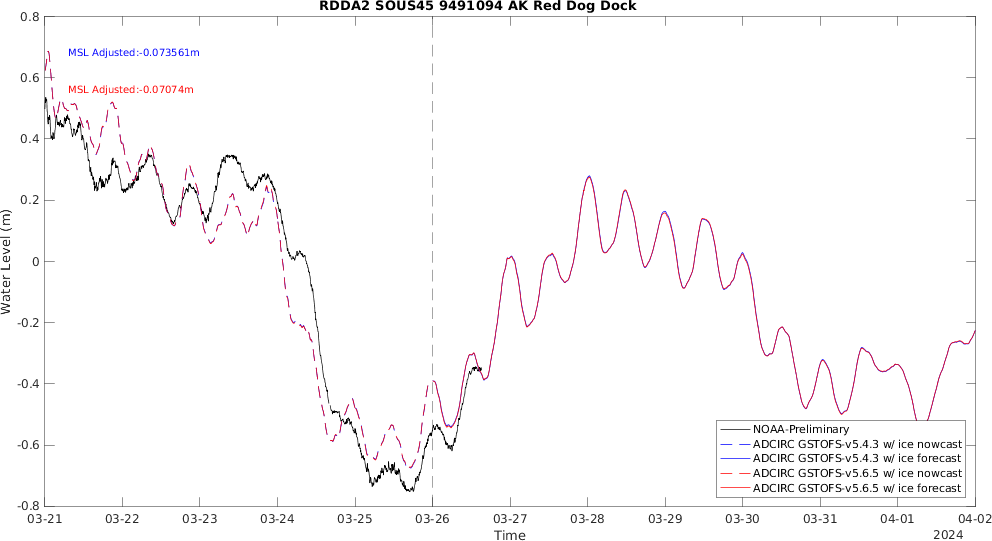 RDDA2 SOUS45 9491094 AK Red Dog Dock
0.8
0.6
0.4
0.2
0
-0.2
-0.4
-0.6
-0.8
Water Level (m)
MSL Adjusted:-0.073561m
MSL Adjusted:-0.07074m
NOAA-Preliminary
ADCIRC GSTOFS-v5.4.3 w/ ice nowcast
ADCIRC GSTOFS-v5.4.3 w/ ice forecast
ADCIRC GSTOFS-v5.6.5 w/ ice nowcast
ADCIRC GSTOFS-v5.6.5 w/ ice forecast
03-21 03-22 03-23 03-24 03-25 03-26 03-27 03-28 03-29 03-30 03-31 04-01 04-02
Time
2024